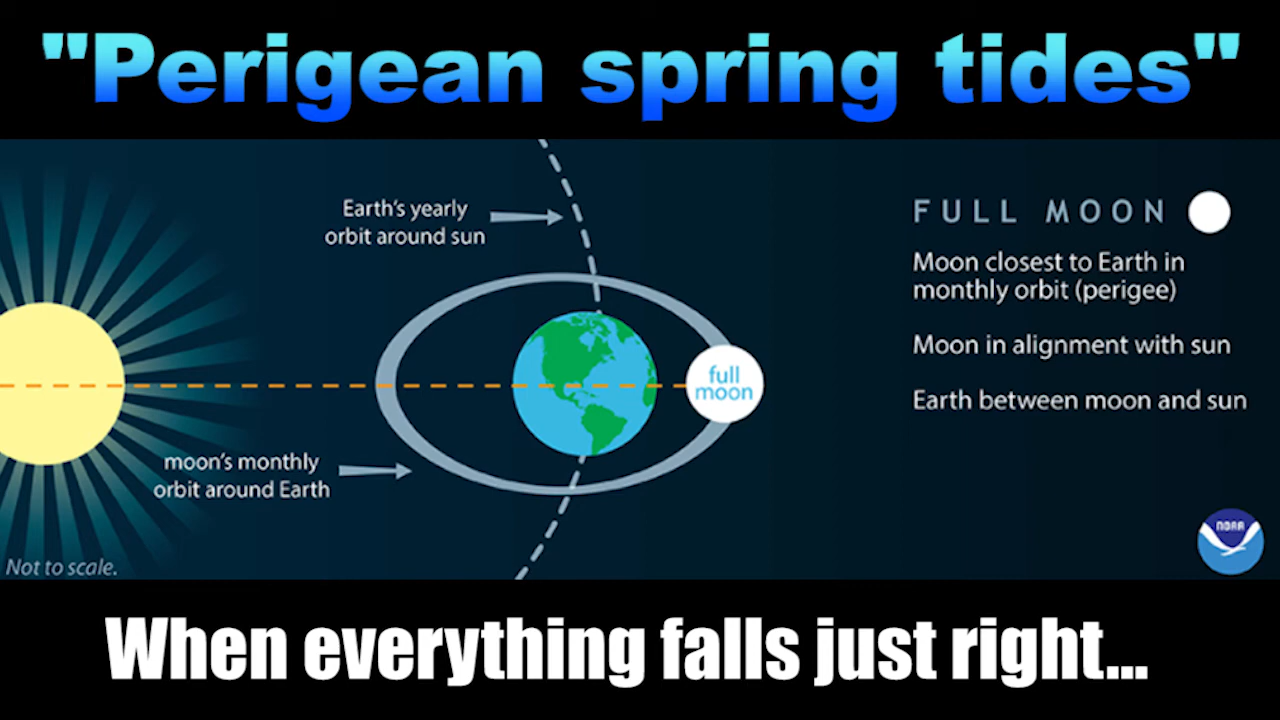 "Perigean spring tides"
Earth's yearly
orbit around sun
FULL MOON
Moon closest to Earth in
monthly orbit (perigee)
Moon in alignment with sun
Earth between moon and sun
full
moon
moon's monthly
orbit around Earth
NOAA
Not to scale.
When everything falls just right...